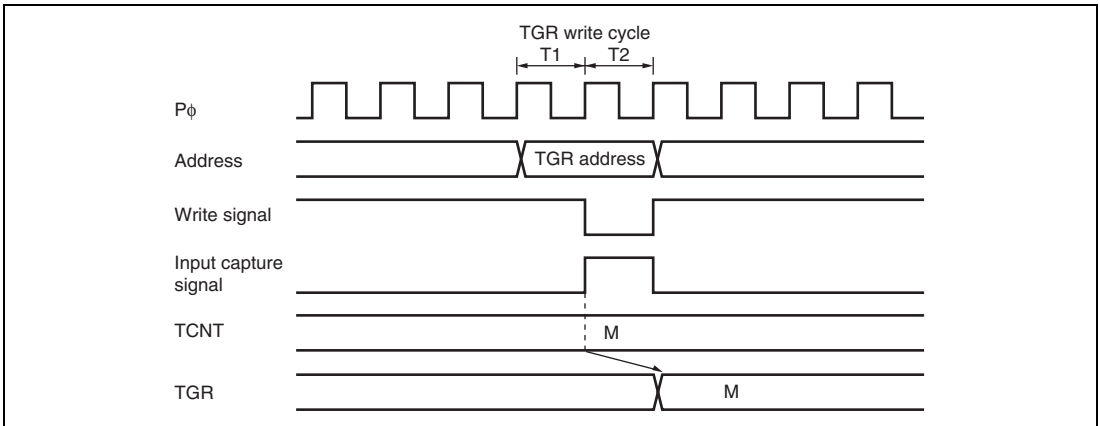 TGR write cycle
T1 T2
Pϕ
Address
TGR address
Write signal
Input capture
signal
TCNT
M
TGR
M